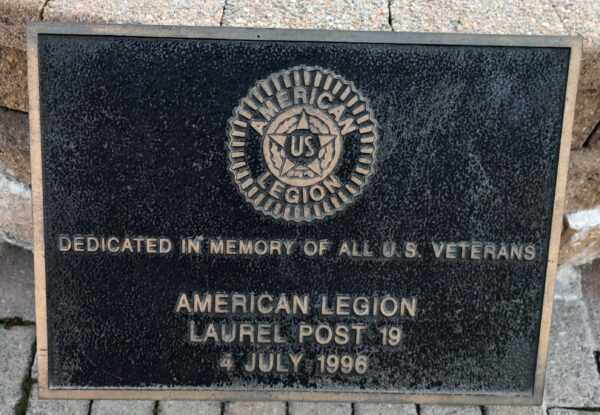 AMERICAN
US
LEGION
DEDICATED IN MEMORY OF ALL U.S. VETERANS
AMERICAN LEGION
LAUREL POST 19
4 JULY 1996